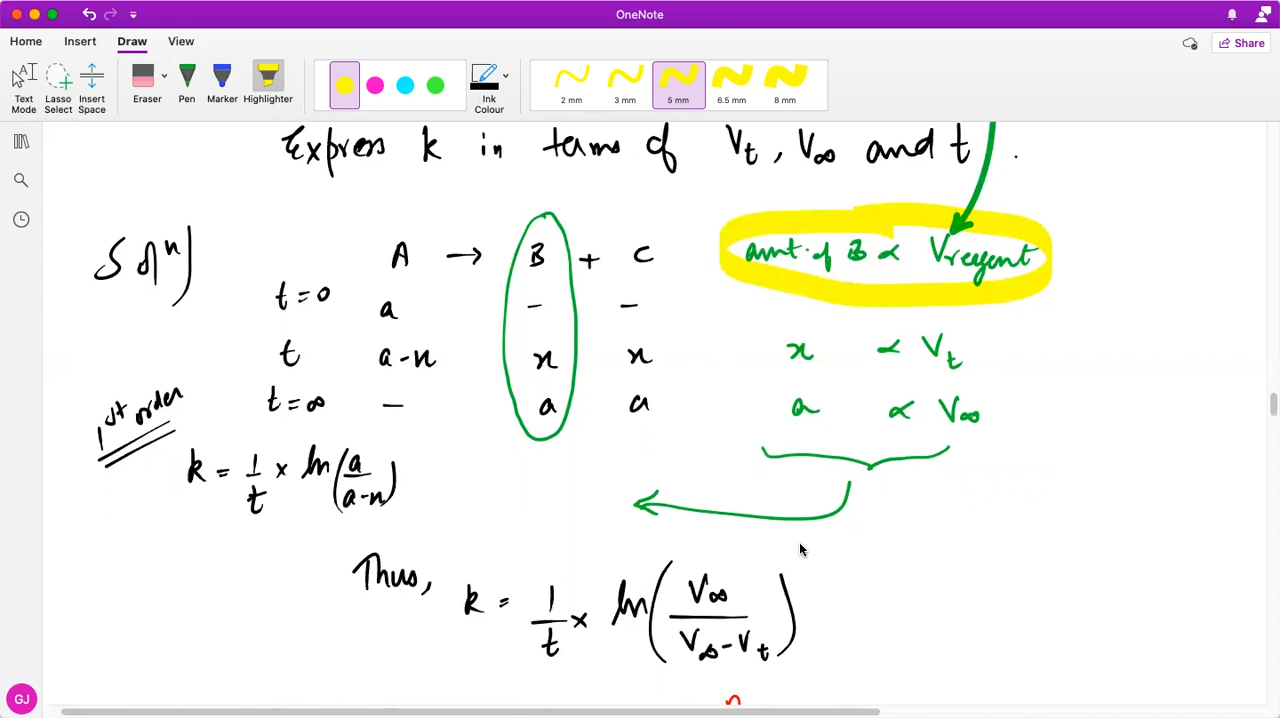 OneNote
Home Insert Draw View
Share
Text Mode
Lasso Select
Insert Space
Eraser
Pen
Marker
Highlighter
Ink Colour
2 mm
3 mm
5 mm
6.5 mm
8 mm
Express k in terms of Vt, V∞ and t .
Solⁿ) A → B + C amt. of B ∝ Vregent
t=0 a - -
t a-x x x x ∝ Vt
t=∞ - a a a ∝ V∞
1st order
k = 1/t × ln(a/(a-x))
Thus, k = 1/t × ln(V∞/(V∞-Vt))
GJ